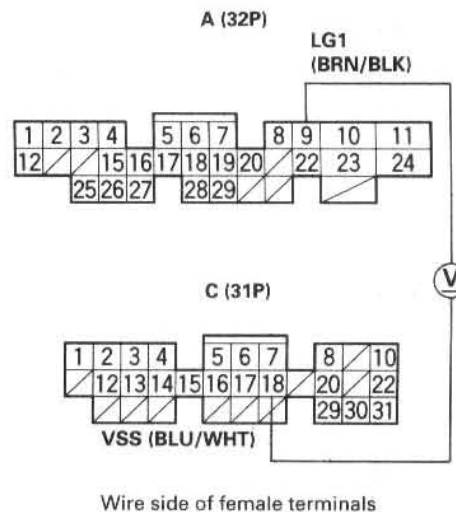 A (32P)
LG1
(BRN/BLK)
1 2 3 4 5 6 7 8 9 10 11
12 15 16 17 18 19 20 22 23 24
25 26 27 28 29
V
C (31P)
1 2 3 4 5 6 7 8 10
12 13 14 15 16 17 18 20 22
29 30 31
VSS (BLU/WHT)
Wire side of female terminals